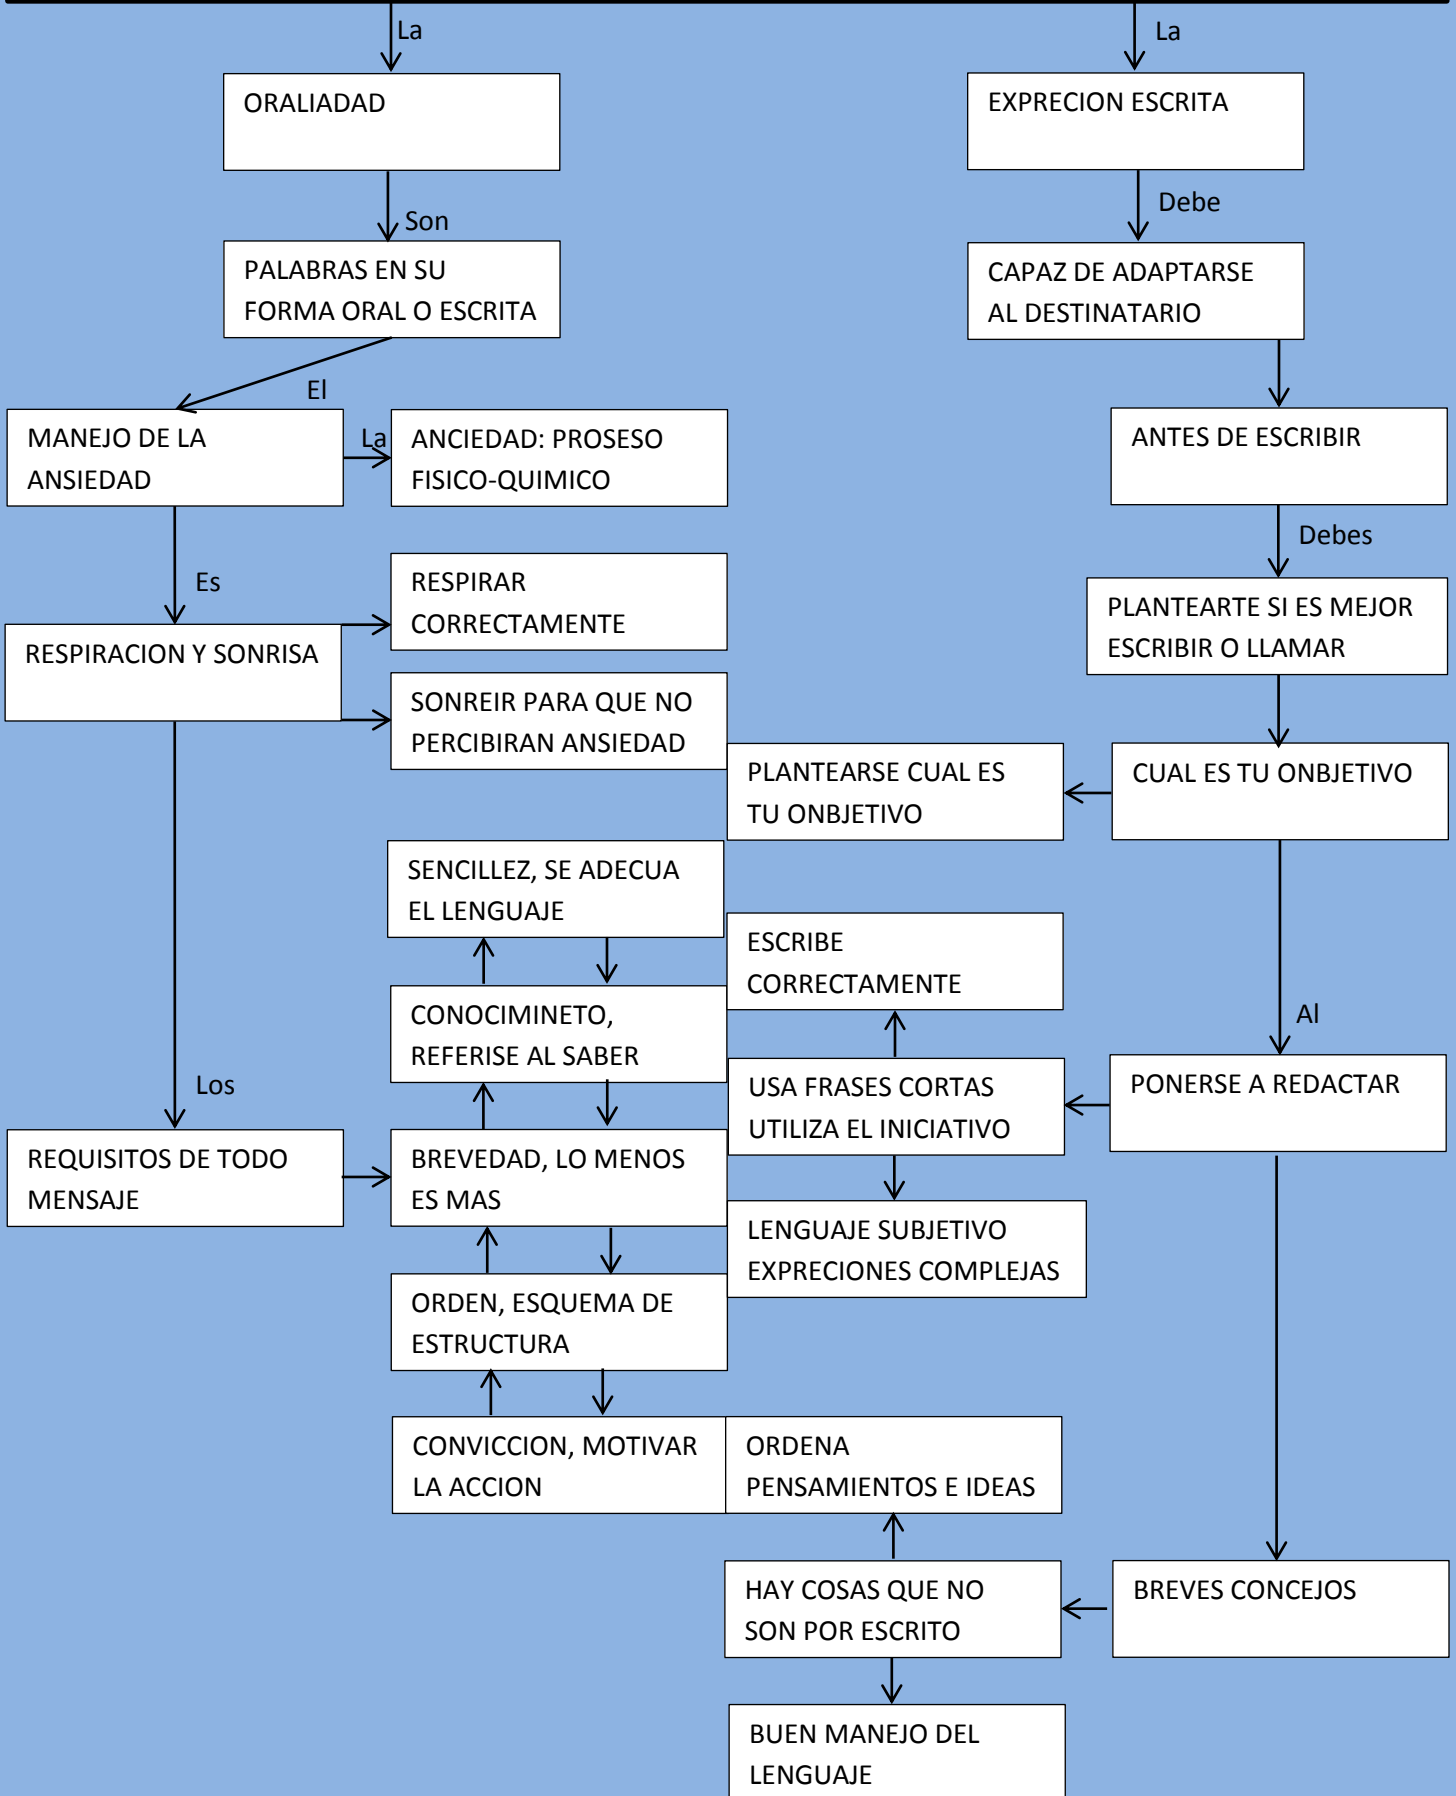 La
La
ORALIADAD
EXPRECION ESCRITA
Son
Debe
PALABRAS EN SU
FORMA ORAL O ESCRITA
CAPAZ DE ADAPTARSE
AL DESTINATARIO
El
MANEJO DE LA
ANSIEDAD
La
ANCIEDAD: PROSESO
FISICO-QUIMICO
ANTES DE ESCRIBIR
Debes
Es
RESPIRAR
CORRECTAMENTE
PLANTEARTE SI ES MEJOR
ESCRIBIR O LLAMAR
RESPIRACION Y SONRISA
SONREIR PARA QUE NO
PERCIBIRAN ANSIEDAD
PLANTEARSE CUAL ES
TU ONBJETIVO
CUAL ES TU ONBJETIVO
SENCILLEZ, SE ADECUA
EL LENGUAJE
ESCRIBE
CORRECTAMENTE
CONOCIMINETO,
REFERISE AL SABER
Al
Los
USA FRASES CORTAS
UTILIZA EL INICIATIVO
PONERSE A REDACTAR
REQUISITOS DE TODO
MENSAJE
BREVEDAD, LO MENOS
ES MAS
LENGUAJE SUBJETIVO
EXPRECIONES COMPLEJAS
ORDEN, ESQUEMA DE
ESTRUCTURA
CONVICCION, MOTIVAR
LA ACCION
ORDENA
PENSAMIENTOS E IDEAS
HAY COSAS QUE NO
SON POR ESCRITO
BREVES CONCEJOS
BUEN MANEJO DEL
LENGUAJE